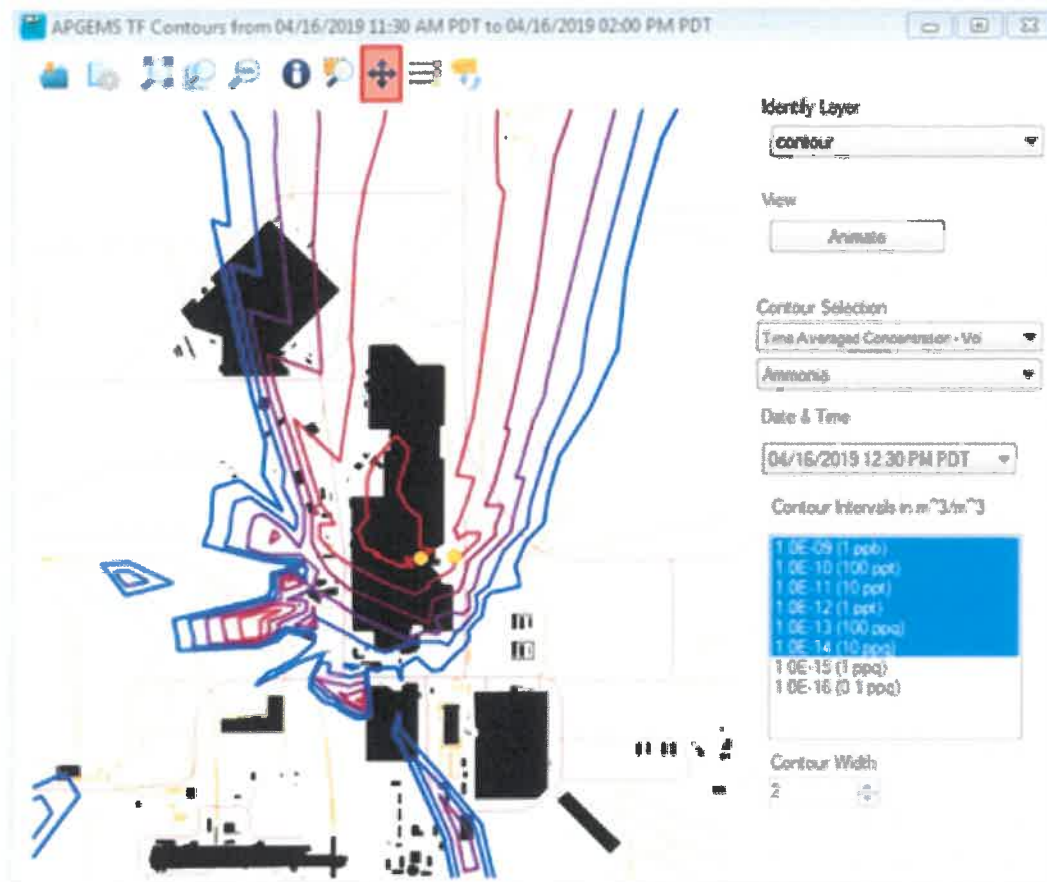 APGEMS TF Contours from 04/16/2019 11:30 AM PDT to 04/16/2019 02:00 PM PDT
Identify Layer
contour
View
Animate
Contour Selection
Time Averaged Concentration - Vol
Ammonia
Date & Time
04/16/2019 12:30 PM PDT
Contour Intervals in m^3/m^3
1.0E-09 (1 ppb)
1.0E-10 (100 ppt)
1.0E-11 (10 ppt)
1.0E-12 (1 ppt)
1.0E-13 (100 ppq)
1.0E-14 (10 ppq)
1.0E-15 (1 ppq)
1.0E-16 (0.1 ppq)
Contour Width
2